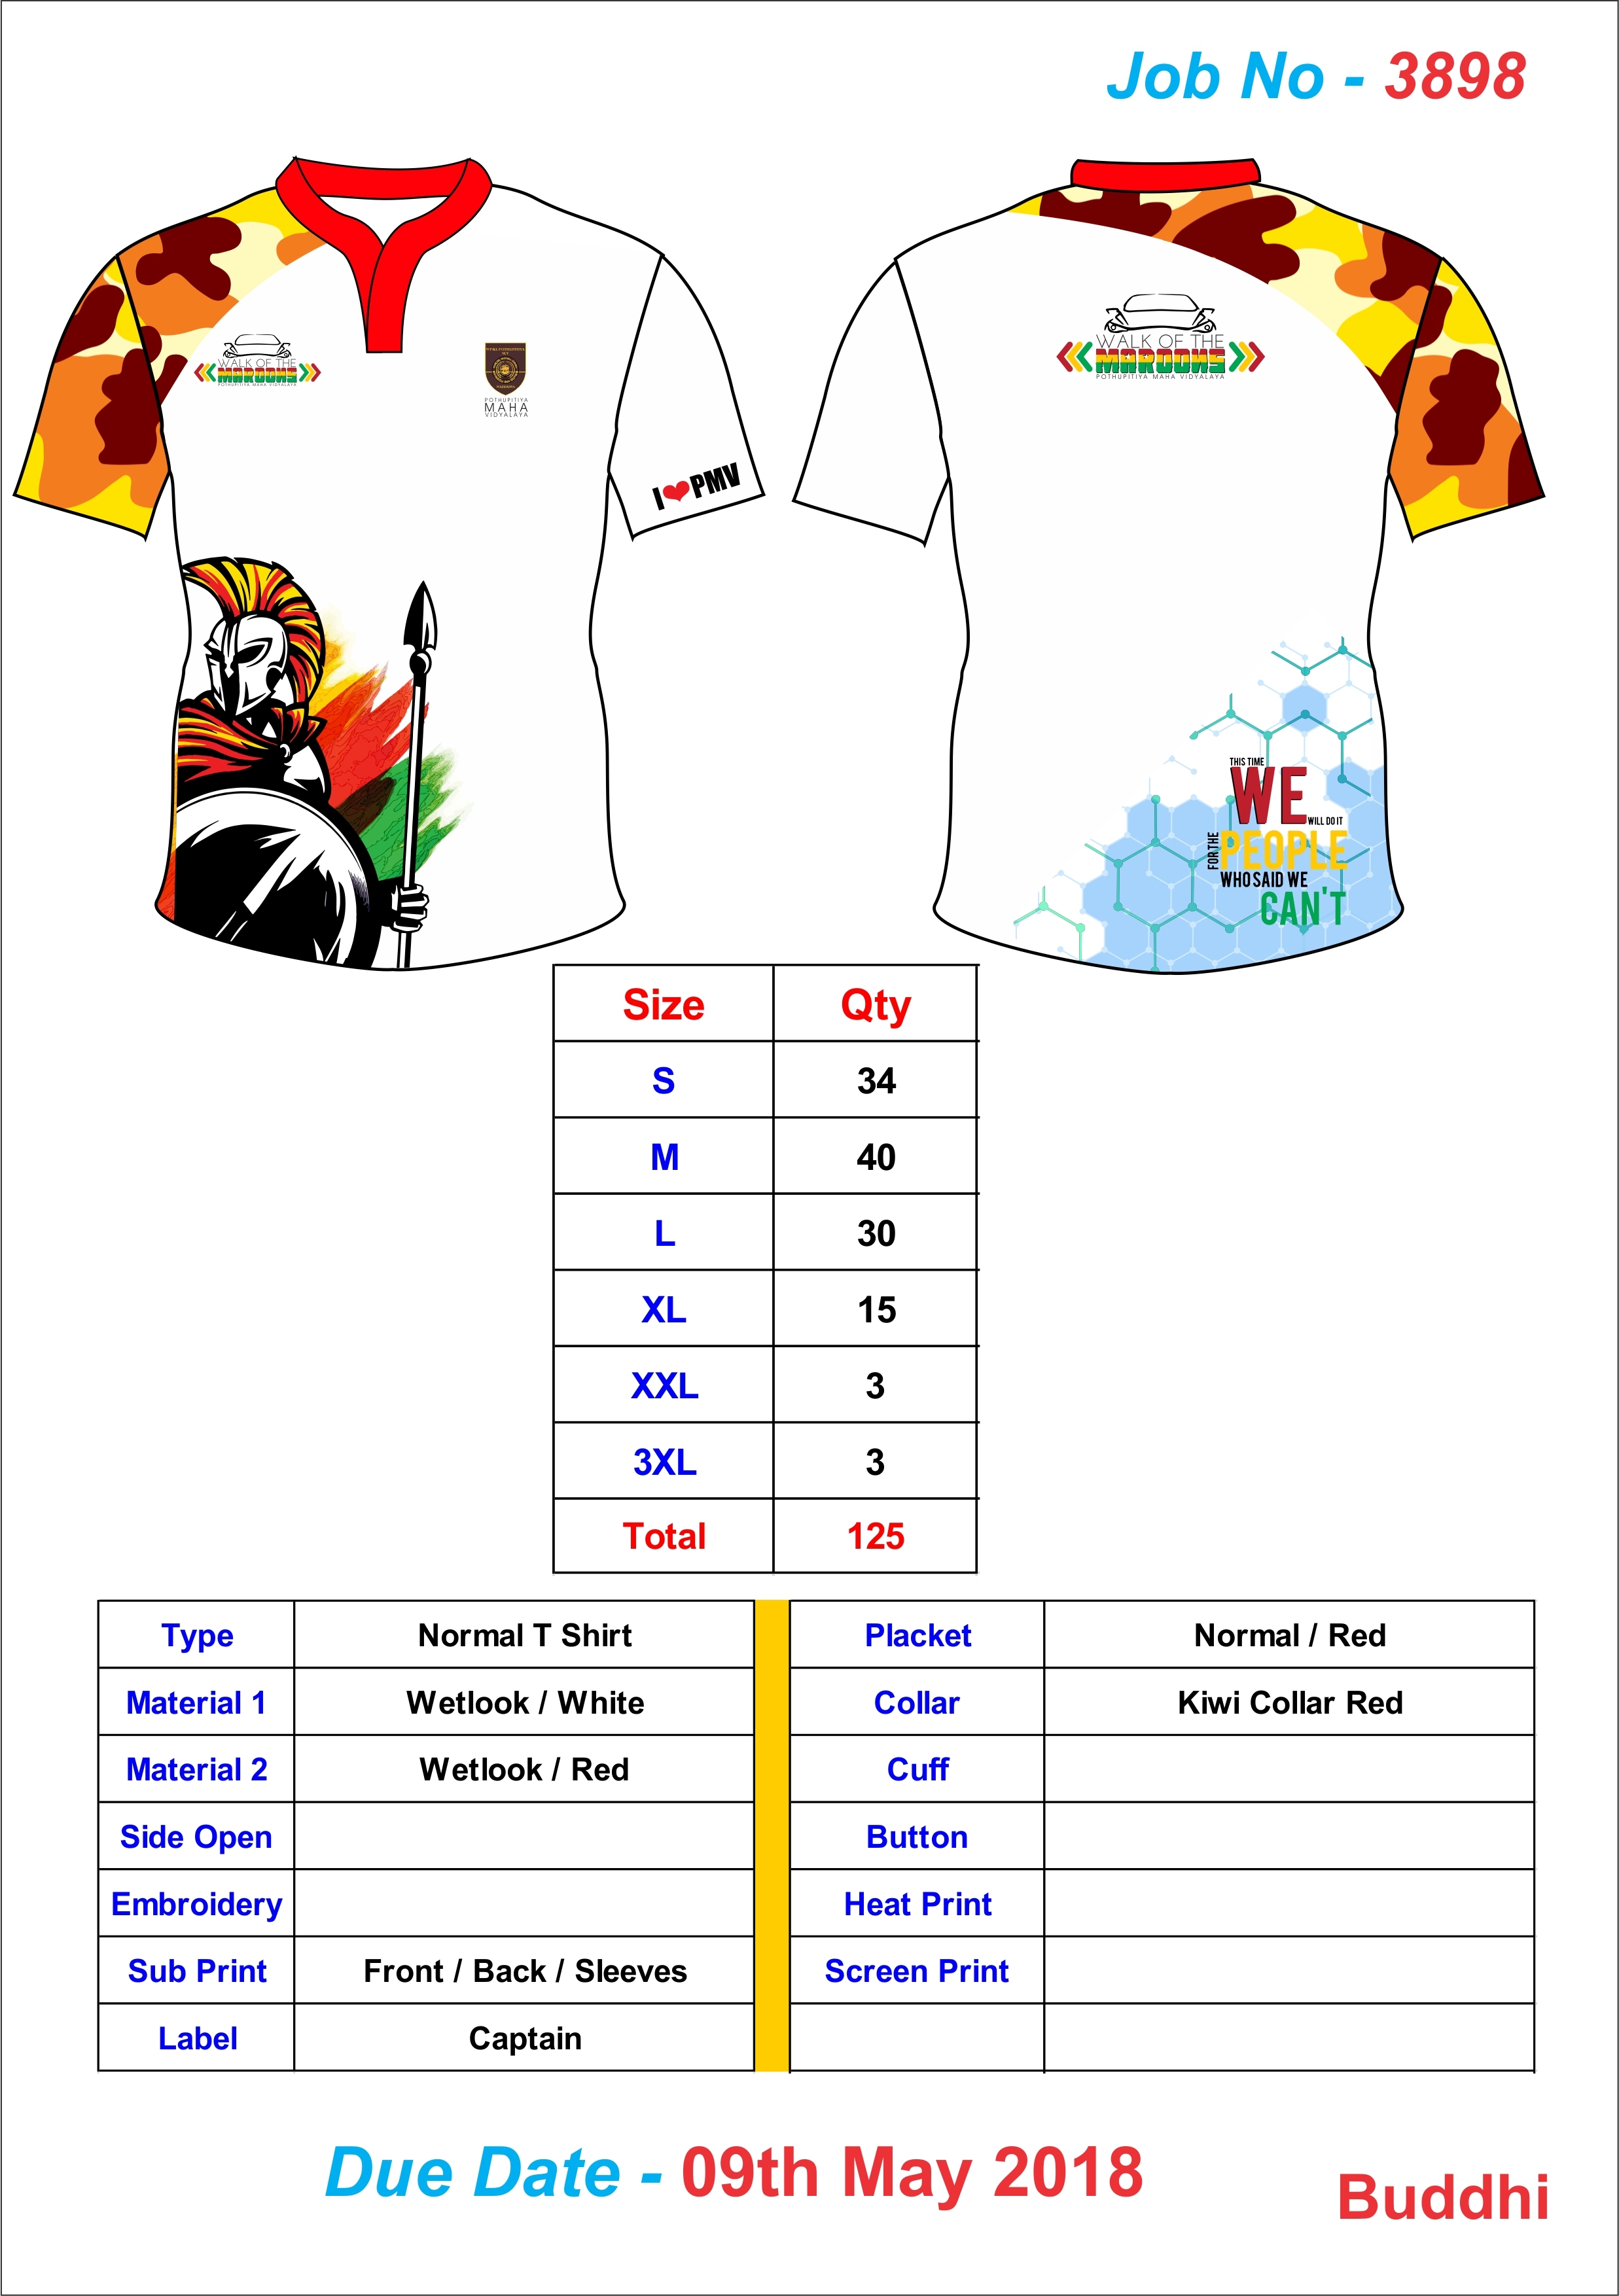 Job No - 3898
WALK OF THE
MAROONS
POTHUPITIYA MAHA VIDYALAYA
POTHUPITIYA
MAHA
VIDYALAYA
I ❤ PMV
WALK OF THE
MAROONS
POTHUPITIYA MAHA VIDYALAYA
THIS TIME
WE
WILL DO IT
FOR THE
PEOPLE
WHO SAID WE
CAN'T
Size Qty
S 34
M 40
L 30
XL 15
XXL 3
3XL 3
Total 125
Type Normal T Shirt Placket Normal / Red
Material 1 Wetlook / White Collar Kiwi Collar Red
Material 2 Wetlook / Red Cuff
Side Open Button
Embroidery Heat Print
Sub Print Front / Back / Sleeves Screen Print
Label Captain
Due Date - 09th May 2018
Buddhi